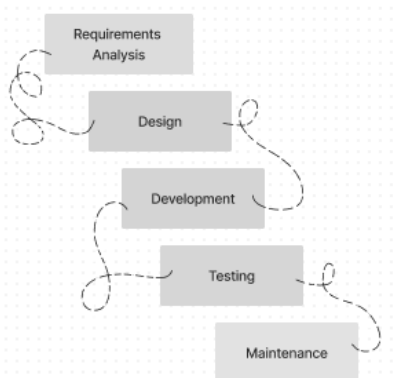 Requirements
Analysis
Design
Development
Testing
Maintenance